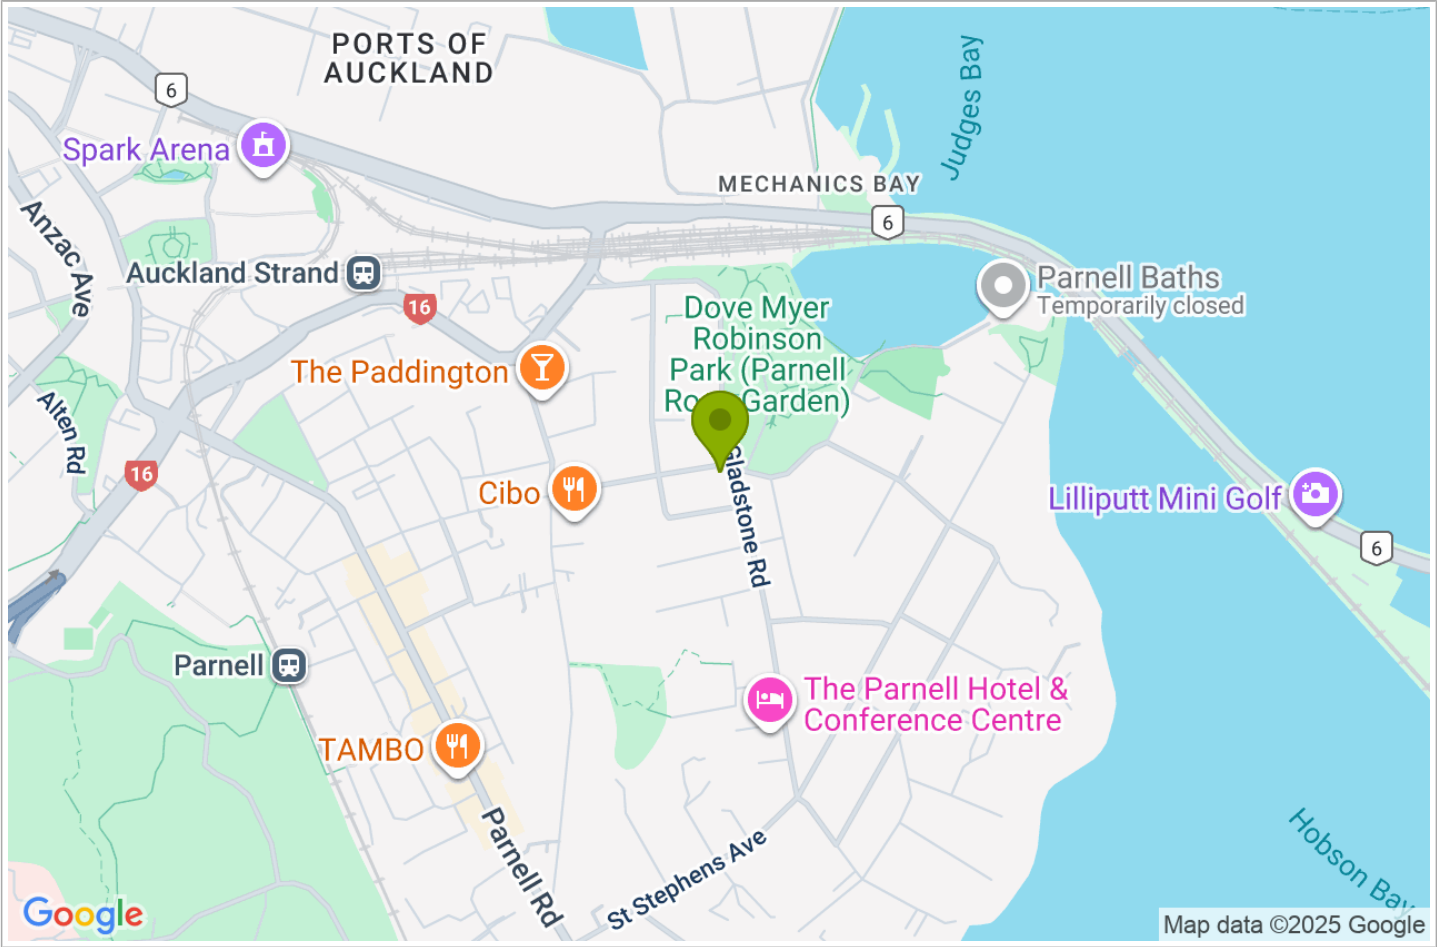 PORTS OF
AUCKLAND
6
Spark Arena
Judges Bay
MECHANICS BAY
6
Anzac Ave
Auckland Strand
16
Parnell Baths
Temporarily closed
Dove Myer
Robinson
Park (Parnell
Garden)
The Paddington
Alten Rd
16
Cibo
Gladstone Rd
Lilliputt Mini Golf
6
Parnell
The Parnell Hotel &
Conference Centre
TAMBO
Parnell Rd
St Stephens Ave
Hobson Bay
Google
Map data ©2025 Google